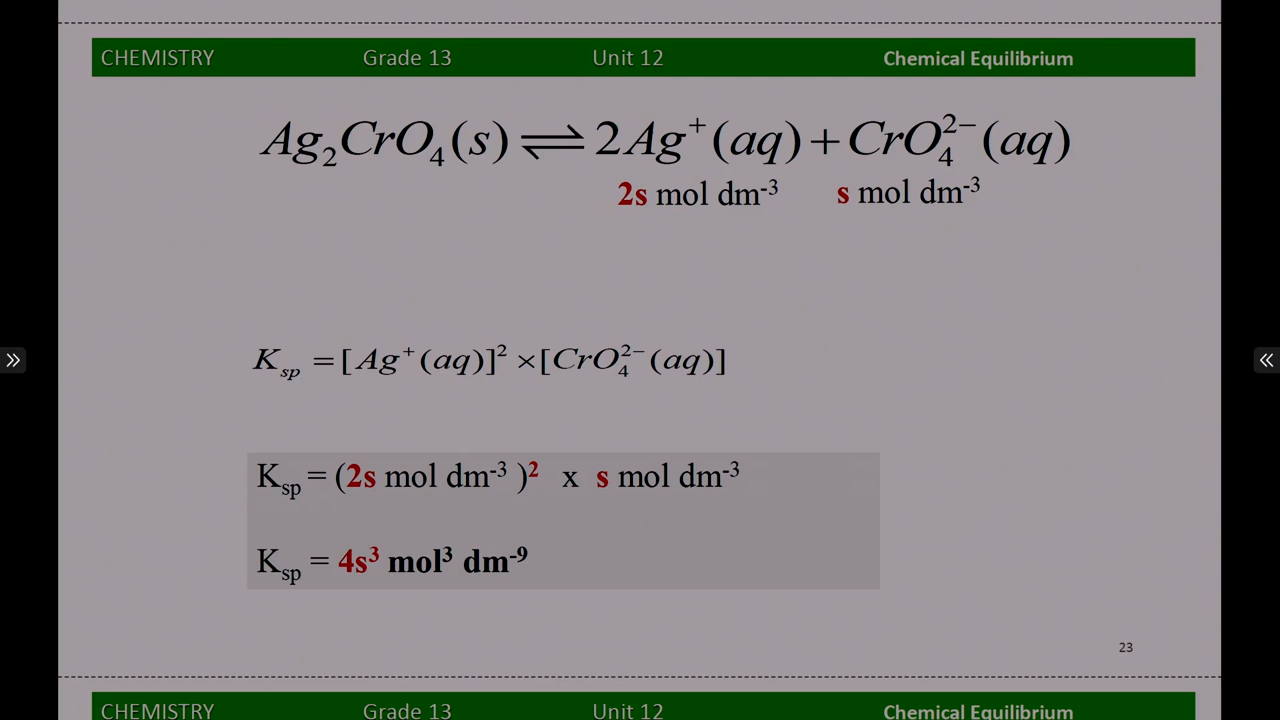 CHEMISTRY Grade 13 Unit 12 Chemical Equilibrium
Ag₂CrO₄(s) ⇌ 2Ag⁺(aq) + CrO₄²⁻(aq)
2s mol dm⁻³ s mol dm⁻³
Kₛₚ = [Ag⁺(aq)]² × [CrO₄²⁻(aq)]
Kₛₚ = (2s mol dm⁻³ )² x s mol dm⁻³
Kₛₚ = 4s³ mol³ dm⁻⁹
23
CHEMISTRY Grade 13 Unit 12 Chemical Equilibrium